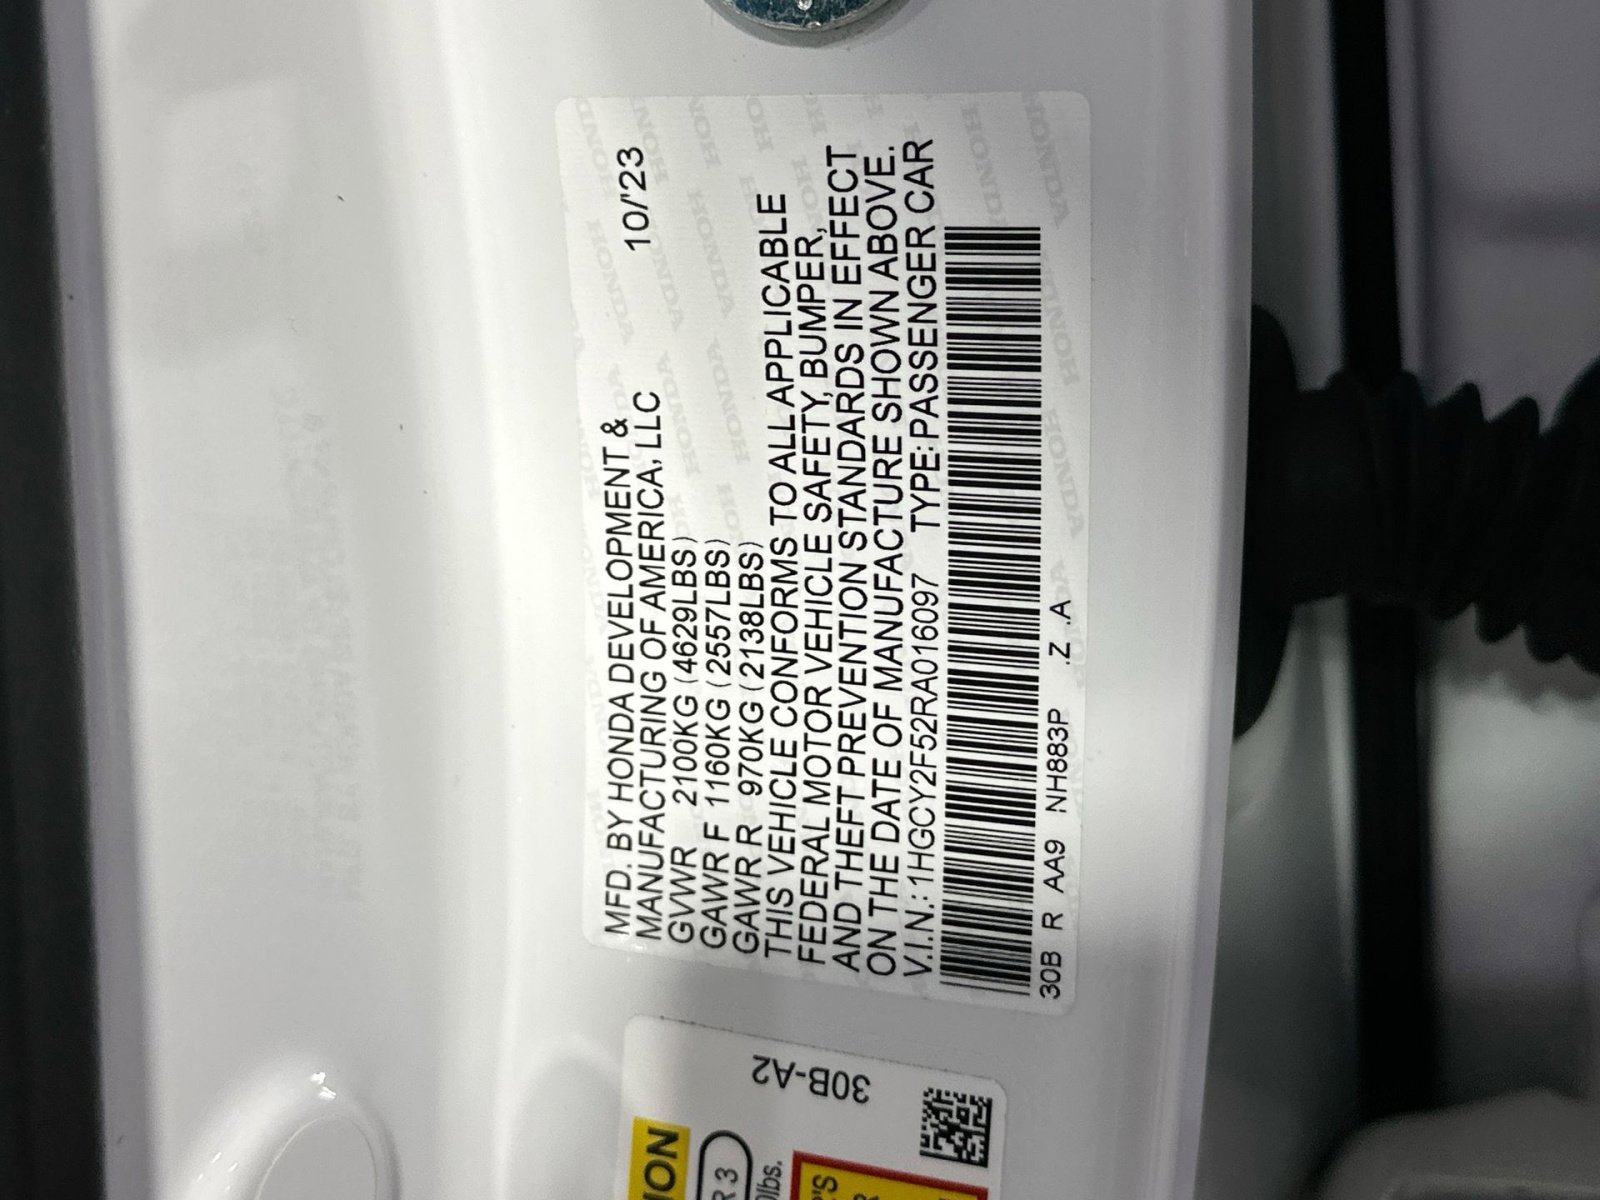 MFD. BY HONDA DEVELOPMENT & 10/'23
MANUFACTURING OF AMERICA, LLC
GVWR 2100KG (4629LBS)
GAWR F 1160KG (2557LBS)
GAWR R 970KG (2138LBS)
THIS VEHICLE CONFORMS TO ALL APPLICABLE
FEDERAL MOTOR VEHICLE SAFETY, BUMPER,
AND THEFT PREVENTION STANDARDS IN EFFECT
ON THE DATE OF MANUFACTURE SHOWN ABOVE.
V.I.N.: 1HGCY2F52RA016097 TYPE: PASSENGER CAR
30B R AA9 NH883P .Z .A
30B-A2
R 3
lbs.